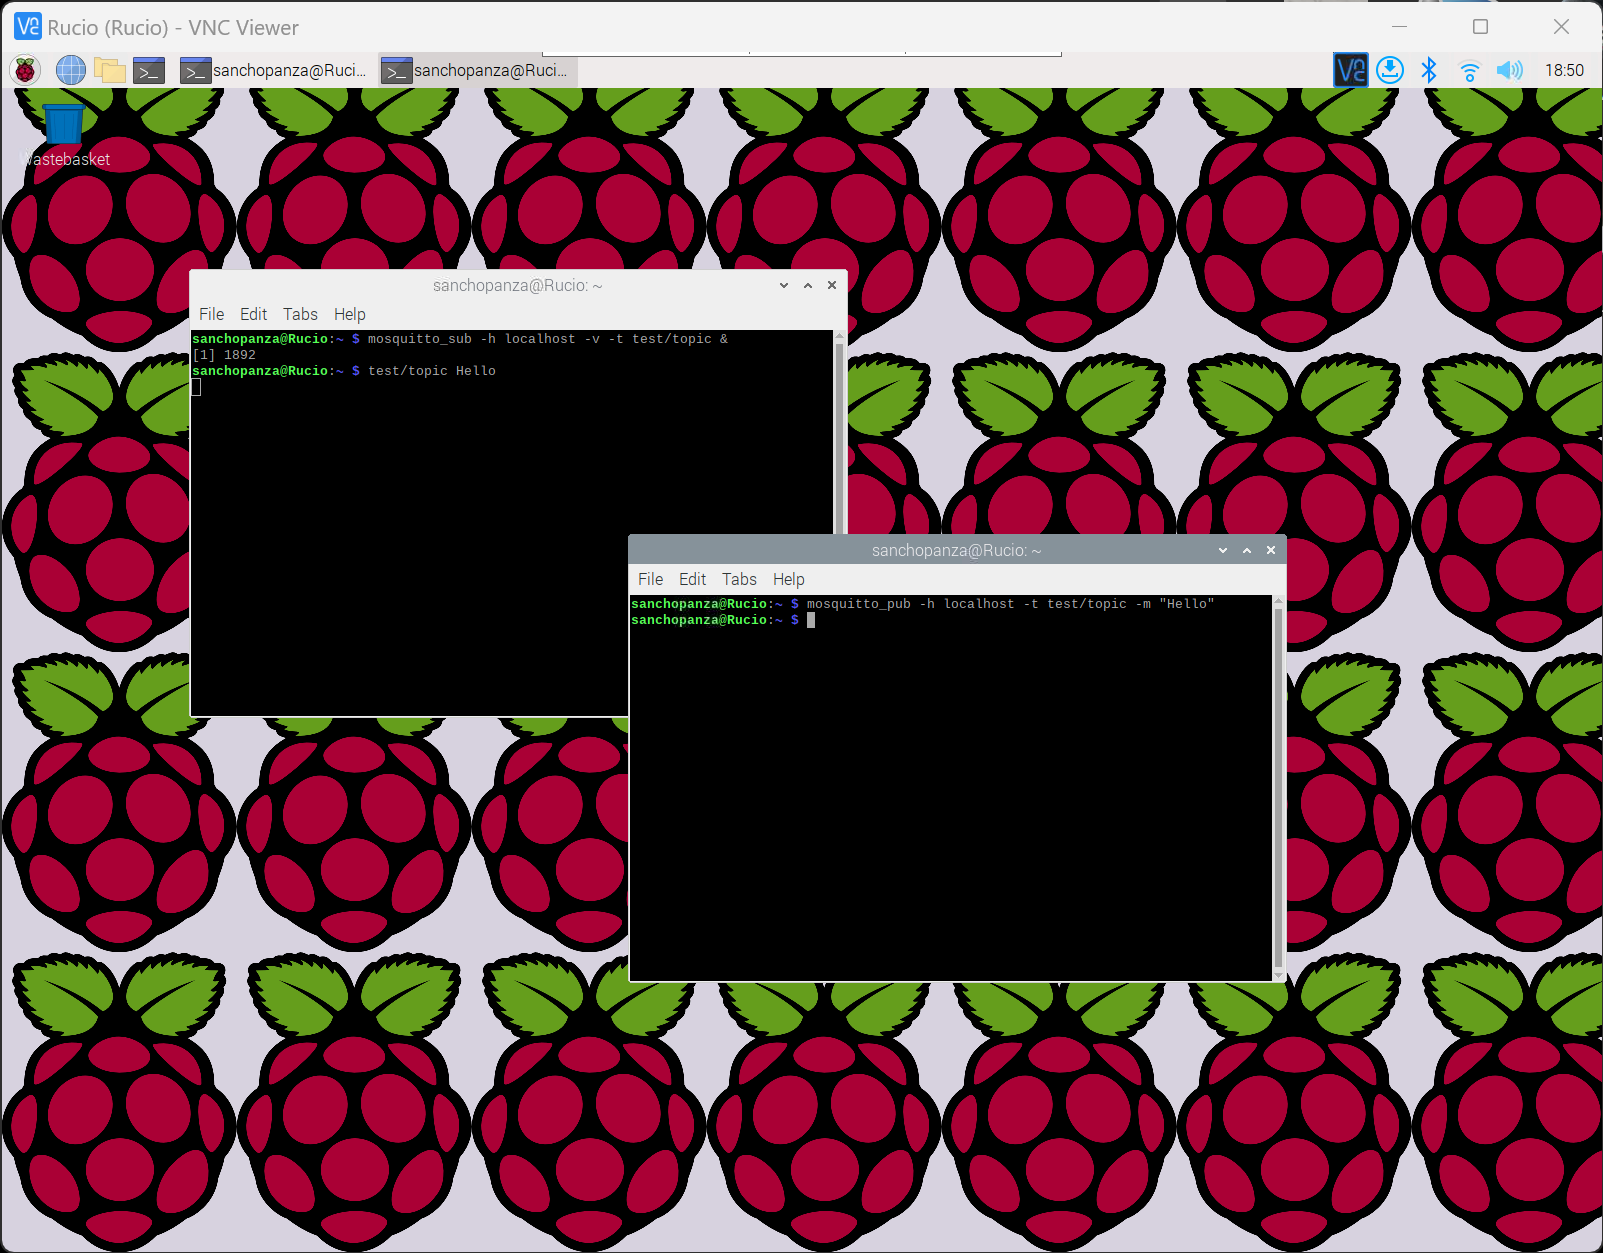 Rucio (Rucio) - VNC Viewer
sanchopanza@Ruci... sanchopanza@Ruci... 18:50
Wastebasket
sanchopanza@Rucio: ~
File Edit Tabs Help
sanchopanza@Rucio:~ $ mosquitto_sub -h localhost -v -t test/topic &
[1] 1892
sanchopanza@Rucio:~ $ test/topic Hello
sanchopanza@Rucio: ~
File Edit Tabs Help
sanchopanza@Rucio:~ $ mosquitto_pub -h localhost -t test/topic -m "Hello"
sanchopanza@Rucio:~ $